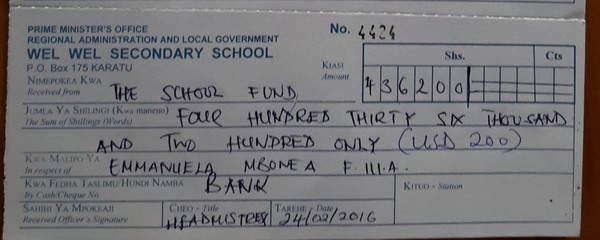 PRIME MINISTER'S OFFICE
REGIONAL ADMINISTRATION AND LOCAL GOVERNMENT
WEL WEL SECONDARY SCHOOL
P.O. Box 175 KARATU
No. 4424
KIASI
Amount
Shs. Cts
436200
NIMEPOKEA KWA
Received from THE SCHOOL FUND
JUMLA YA SHILINGI (Kwa maneno)
The Sum of Shillings (Words) FOUR HUNDRED THIRTY SIX THOUSAND
AND TWO HUNDRED ONLY (USD 200)
KWA MALIPO YA
In respect of EMMANUELA MBONEA F. III.A.
KWA FEDHA TASLIMU/HUNDI NAMBA
By Cash/Cheque No. BANK
KITUO - Station
SAHIHI YA MPOKEAJI
Received Officer's Signature
CHEO - Title
HEADMISTRES
TAREHE - Date
24/02/2016